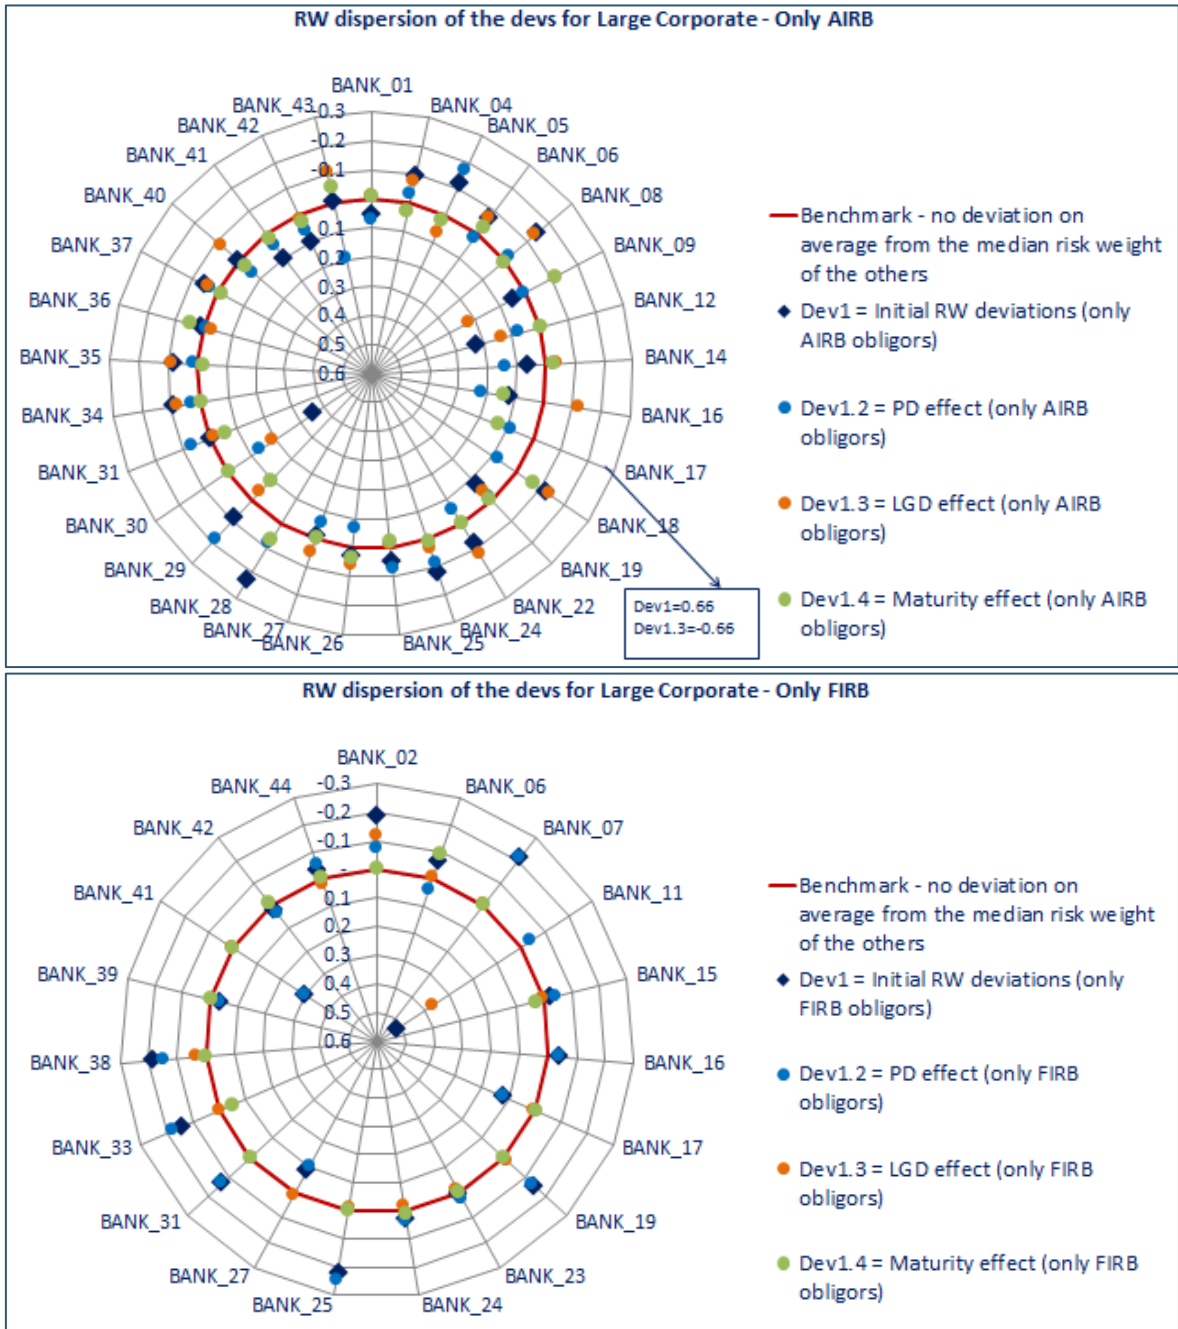 RW dispersion of the devs for Large Corporate - Only AIRB
BANK_01
BANK_04
BANK_05
BANK_06
BANK_08
BANK_09
BANK_12
BANK_14
BANK_16
BANK_17
BANK_18
BANK_19
BANK_22
BANK_24
BANK_25
BANK_26
BANK_27
BANK_28
BANK_29
BANK_30
BANK_31
BANK_34
BANK_35
BANK_36
BANK_37
BANK_40
BANK_41
BANK_42
BANK_43
-0.3
-0.2
-0.1
0.1
0.2
0.3
0.4
0.5
0.6
Dev1=0.66
Dev1.3=-0.66
Benchmark - no deviation on
average from the median risk weight
of the others
Dev1 = Initial RW deviations (only
AIRB obligors)
Dev1.2 = PD effect (only AIRB
obligors)
Dev1.3 = LGD effect (only AIRB
obligors)
Dev1.4 = Maturity effect (only AIRB
obligors)
RW dispersion of the devs for Large Corporate - Only FIRB
BANK_02
BANK_06
BANK_07
BANK_11
BANK_15
BANK_16
BANK_17
BANK_19
BANK_23
BANK_24
BANK_25
BANK_27
BANK_31
BANK_33
BANK_38
BANK_39
BANK_41
BANK_42
BANK_44
-0.3
-0.2
-0.1
-
0.1
0.2
0.3
0.4
0.5
0.6
Benchmark - no deviation on
average from the median risk weight
of the others
Dev1 = Initial RW deviations (only
FIRB obligors)
Dev1.2 = PD effect (only FIRB
obligors)
Dev1.3 = LGD effect (only FIRB
obligors)
Dev1.4 = Maturity effect (only FIRB
obligors)